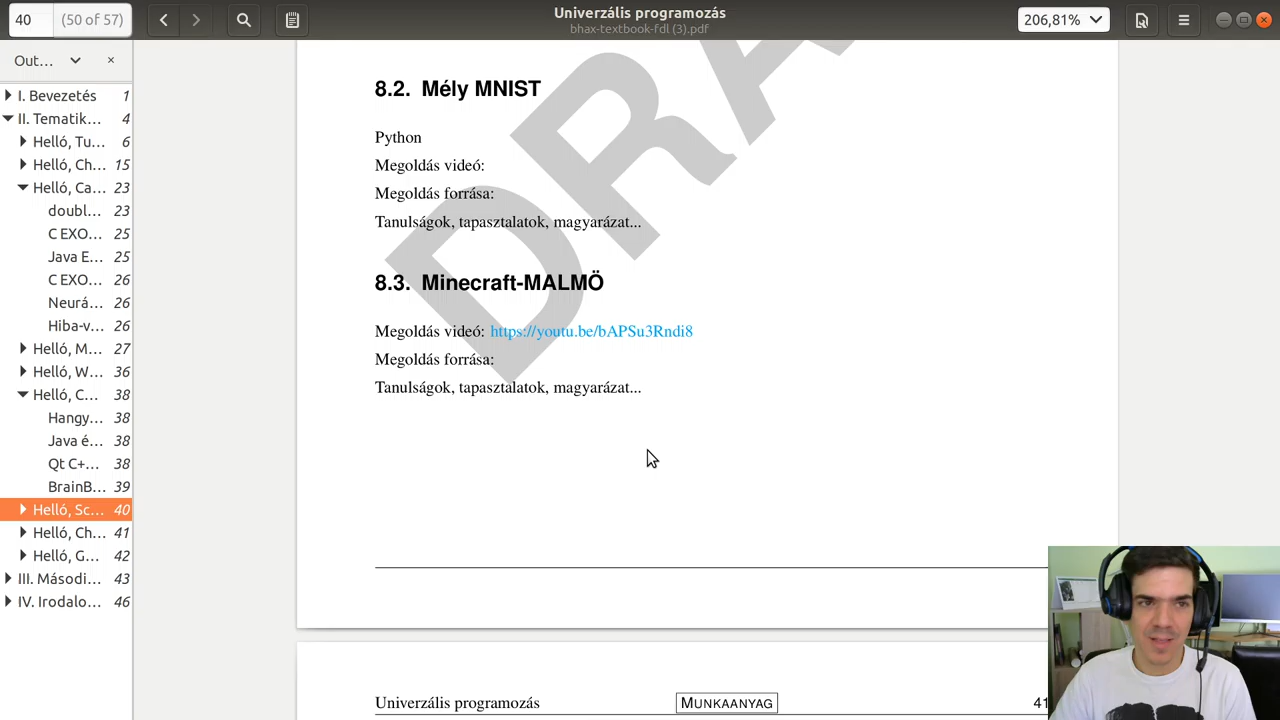 40
(50 of 57)
Univerzális programozás
bhax-textbook-fdl (3).pdf
206,81%
Out...
I. Bevezetés 1
II. Tematik... 4
Helló, Tu... 6
Helló, Ch... 15
Helló, Ca... 23
doubl... 23
C EXO... 25
Java E... 25
C EXO... 26
Neurá... 26
Hiba-v... 26
Helló, M... 27
Helló, W... 36
Helló, C... 38
Hangy... 38
Java é... 38
Qt C+... 38
BrainB... 39
Helló, Sc... 40
Helló, Ch... 41
Helló, G... 42
III. Másodi... 43
IV. Irodalo... 46
DRA
8.2. Mély MNIST
Python
Megoldás videó:
Megoldás forrása:
Tanulságok, tapasztalatok, magyarázat...
8.3. Minecraft-MALMÖ
Megoldás videó: https://youtu.be/bAPSu3Rndi8
Megoldás forrása:
Tanulságok, tapasztalatok, magyarázat...
Univerzális programozás
MUNKAANYAG
41